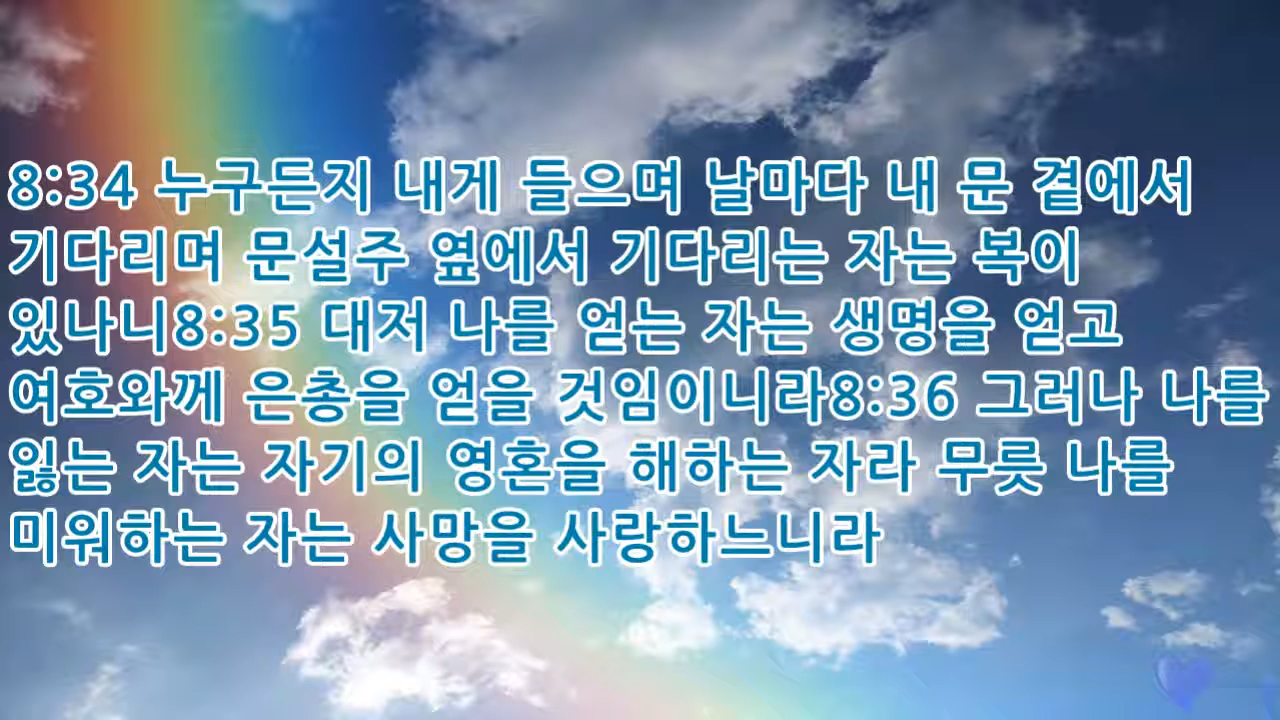 8:34 누구든지 내게 들으며 날마다 내 문 곁에서
기다리며 문설주 옆에서 기다리는 자는 복이
있나니8:35 대저 나를 얻는 자는 생명을 얻고
여호와께 은총을 얻을 것임이니라8:36 그러나 나를
잃는 자는 자기의 영혼을 해하는 자라 무릇 나를
미워하는 자는 사망을 사랑하느니라